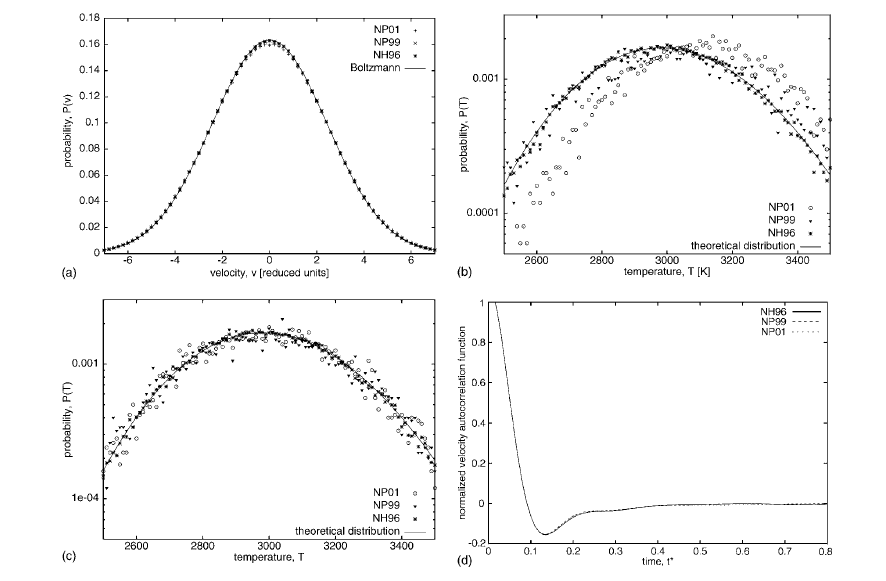 0.18
0.16
0.14
0.12
0.1
0.08
0.06
0.04
0.02
0
probability, P(v)
NP01
NP99
NH96
Boltzmann
-6 -4 -2 0 2 4 6
velocity, v [reduced units]
(a)
0.001
0.0001
probability, P(T)
NP01
NP99
NH96
theoretical distribution
2600 2800 3000 3200 3400
temperature, T [K]
(b)
0.001
1e-04
probability, P(T)
NP01
NP99
NH96
theoretical distribution
2600 2800 3000 3200 3400
temperature, T
(c)
1
0.8
0.6
0.4
0.2
0
-0.2
normalized velocity autocorrelation function
NH96
NP99
NP01
0 0.1 0.2 0.3 0.4 0.5 0.6 0.7 0.8
time, t*
(d)